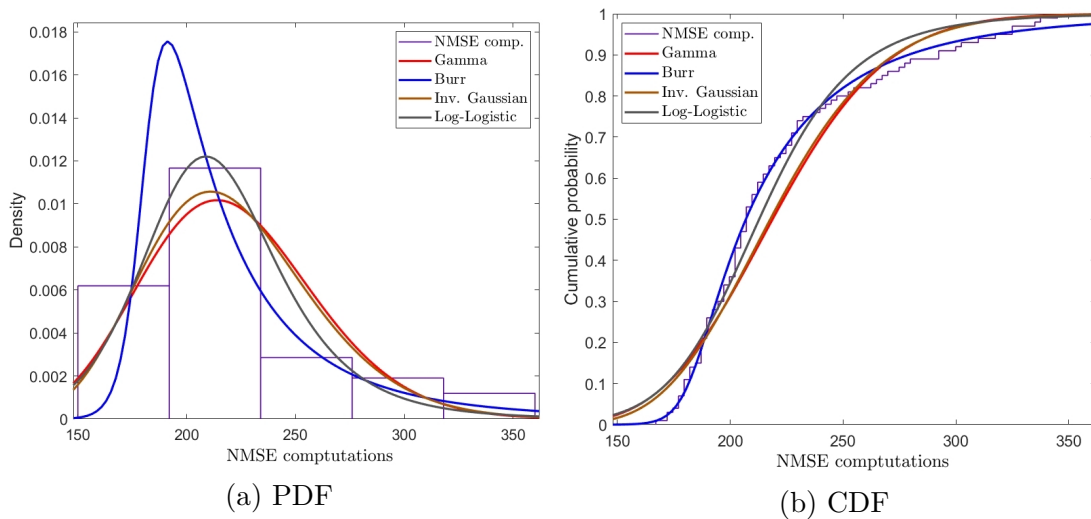 0.018
0.016
0.014
0.012
0.01
0.008
0.006
0.004
0.002
0
Density
NMSE comp.
Gamma
Burr
Inv. Gaussian
Log-Logistic
150
200
250
300
350
NMSE comptutations
(a) PDF
1
0.9
0.8
0.7
0.6
0.5
0.4
0.3
0.2
0.1
0
Cumulative probability
NMSE comp.
Gamma
Burr
Inv. Gaussian
Log-Logistic
150
200
250
300
350
NMSE comptutations
(b) CDF